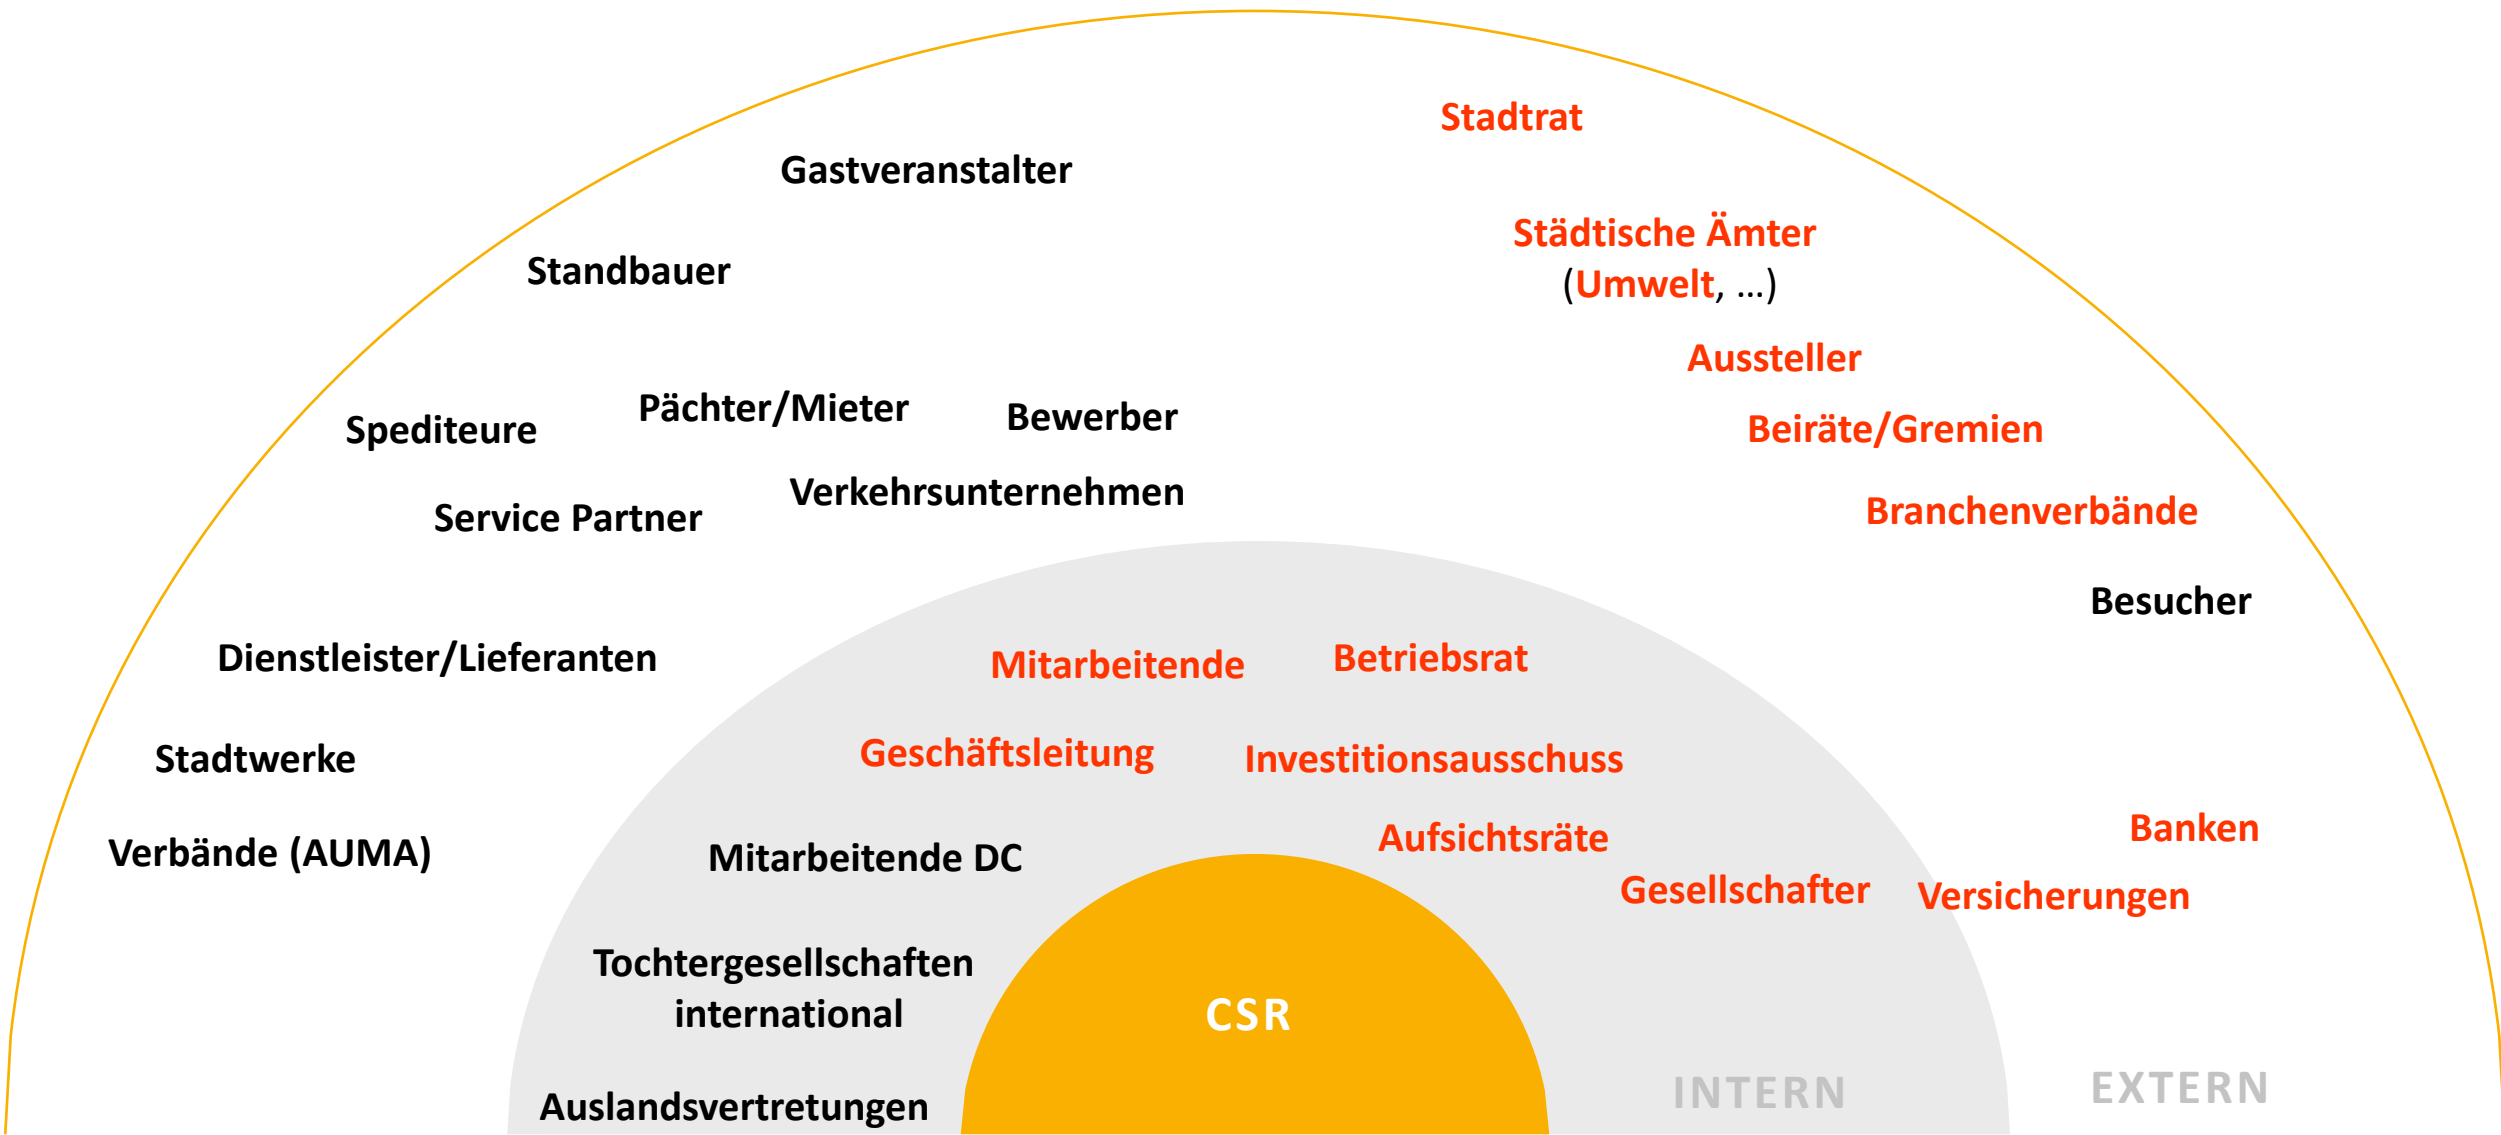 Stadtrat
Gastveranstalter
Städtische Ämter
(Umwelt, ...)
Standbauer
Aussteller
Pächter/Mieter
Bewerber
Spediteure
Beiräte/Gremien
Verkehrsunternehmen
Service Partner
Branchenverbände
Besucher
Dienstleister/Lieferanten
Mitarbeitende
Betriebsrat
Stadtwerke
Geschäftsleitung
Investitionsausschuss
Verbände (AUMA)
Mitarbeitende DC
Aufsichtsräte
Banken
Gesellschafter
Versicherungen
Tochtergesellschaften
international
CSR
Auslandsvertretungen
INTERN
EXTERN